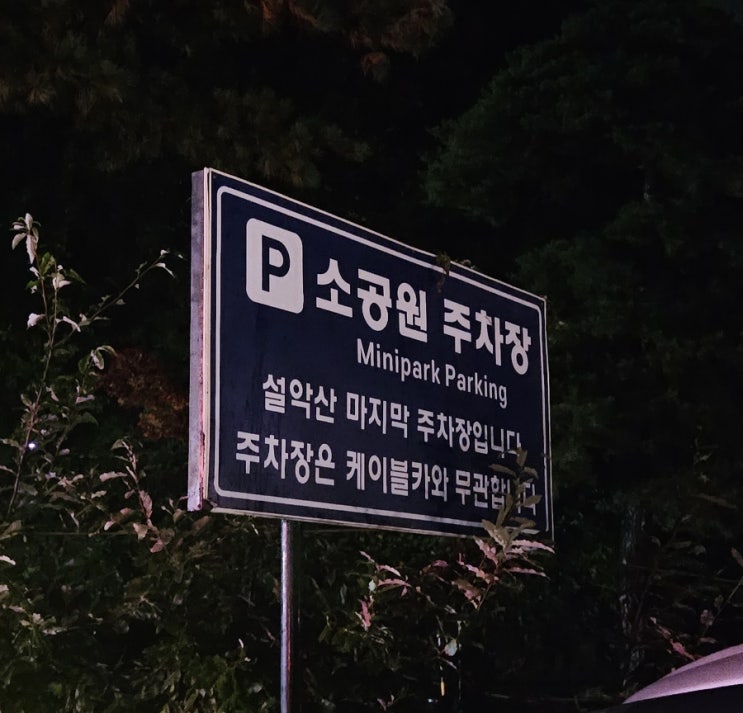 P 소공원 주차장
Minipark Parking
설악산 마지막 주차장입니다
주차장은 케이블카와 무관합니다